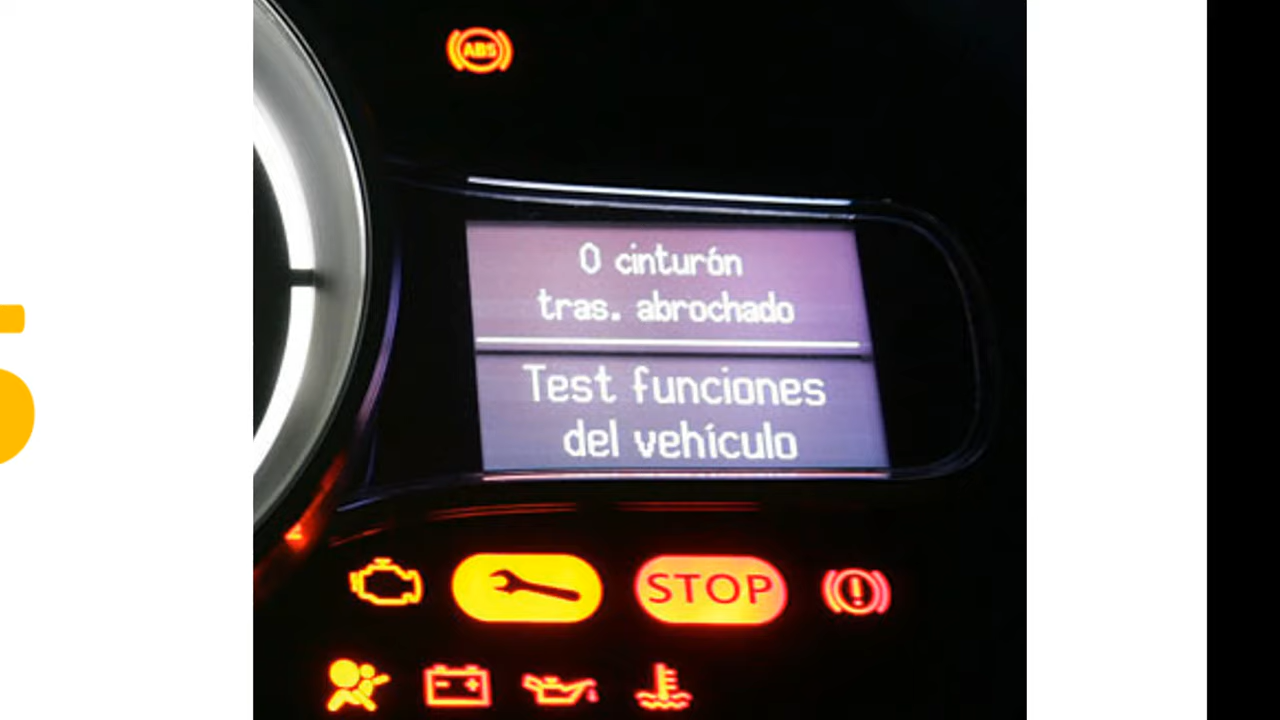 ABS
0 cinturón
tras. abrochado
Test funciones
del vehículo
STOP